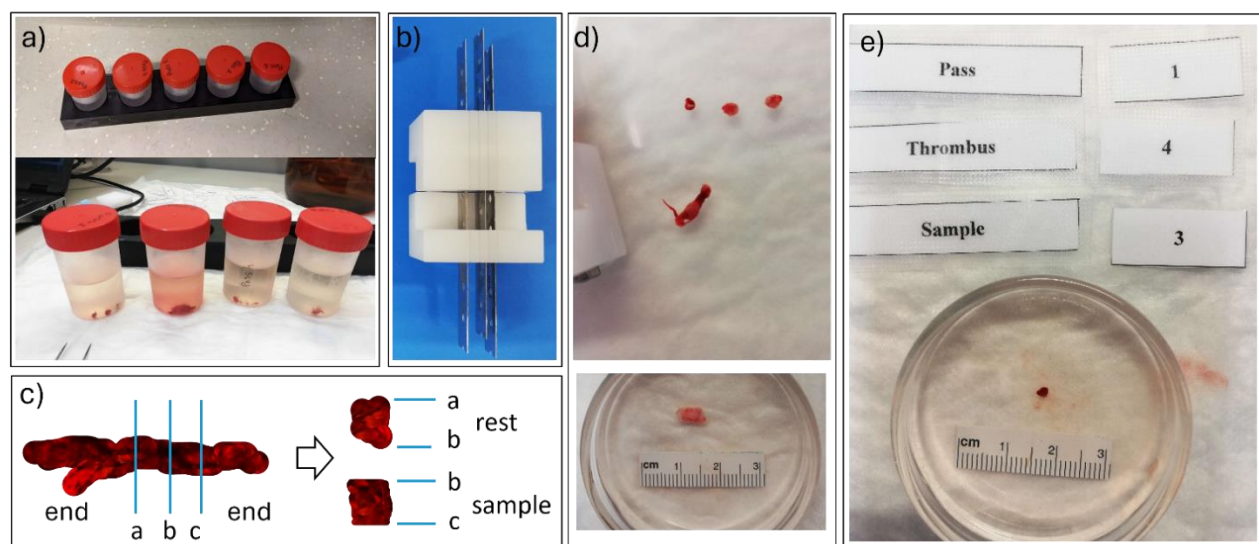 a)
b)
c)
end
a
b
c
end
a
rest
b
b
sample
c
d)
cm 1 2 3
e)
Pass 1
Thrombus 4
Sample 3
cm 1 2 3